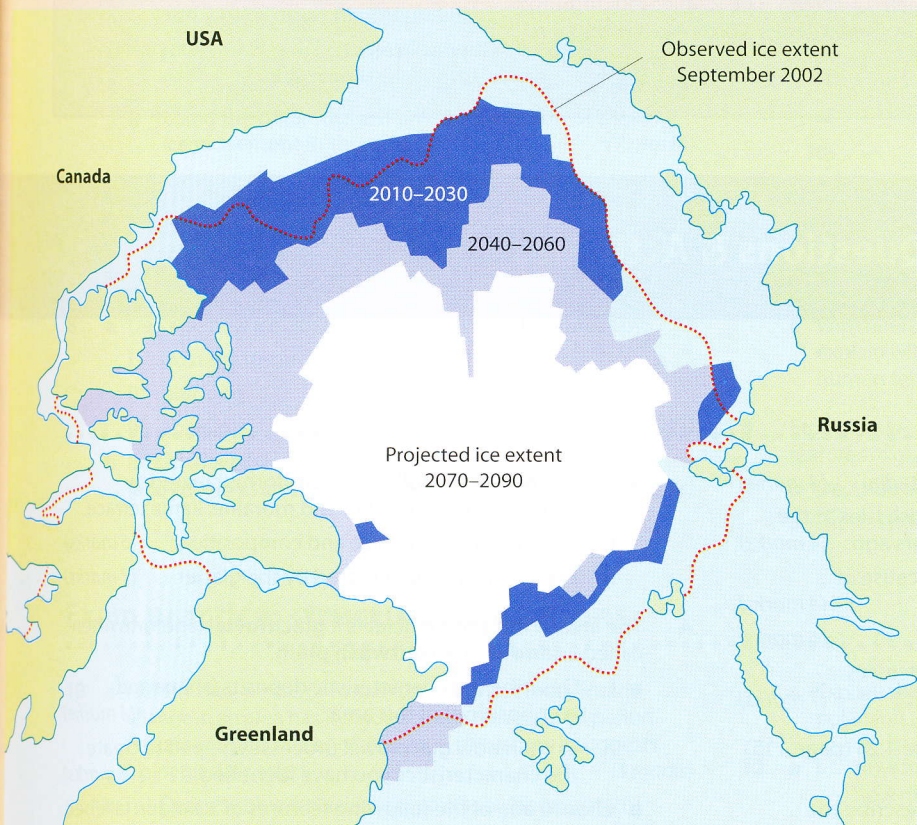 USA
Observed ice extent
September 2002
Canada
2010–2030
2040–2060
Russia
Projected ice extent
2070–2090
Greenland